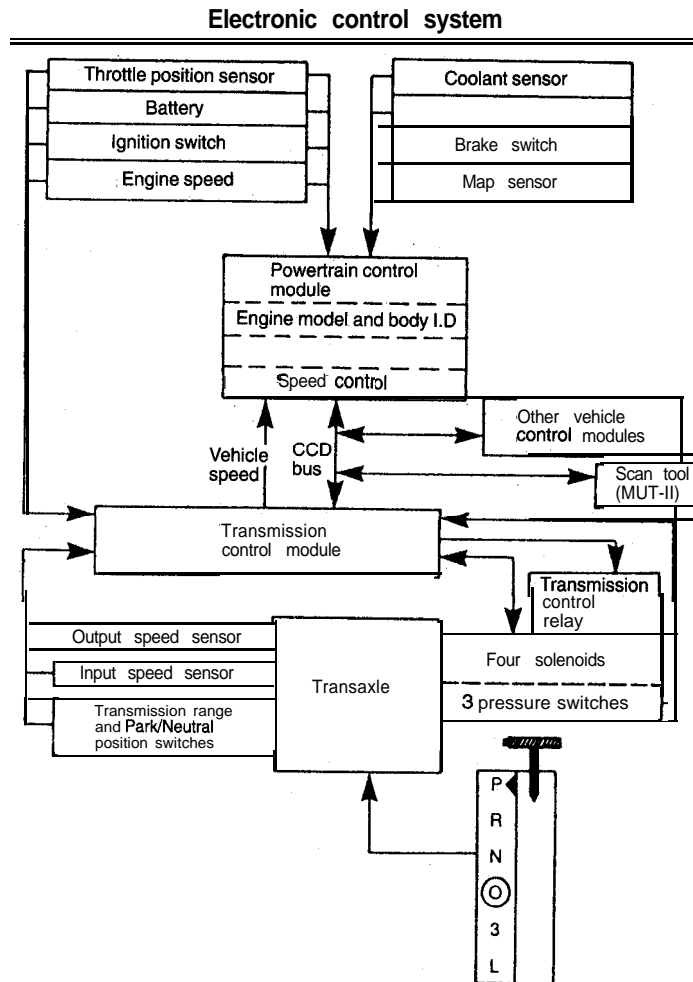 Electronic control system
Throttle position sensor
Battery
Ignition switch
Engine speed
Coolant sensor
Brake switch
Map sensor
Powertrain control
module
Engine model and body I.D
Speed control
Vehicle
speed
CCD
bus
Other vehicle
control modules
Scan tool
(MUT-II)
Transmission
control module
Transmission
control
relay
Output speed sensor
Input speed sensor
Transmission range
and Park/Neutral
position switches
Transaxle
Four solenoids
3 pressure switches
P
R
N
O
3
L